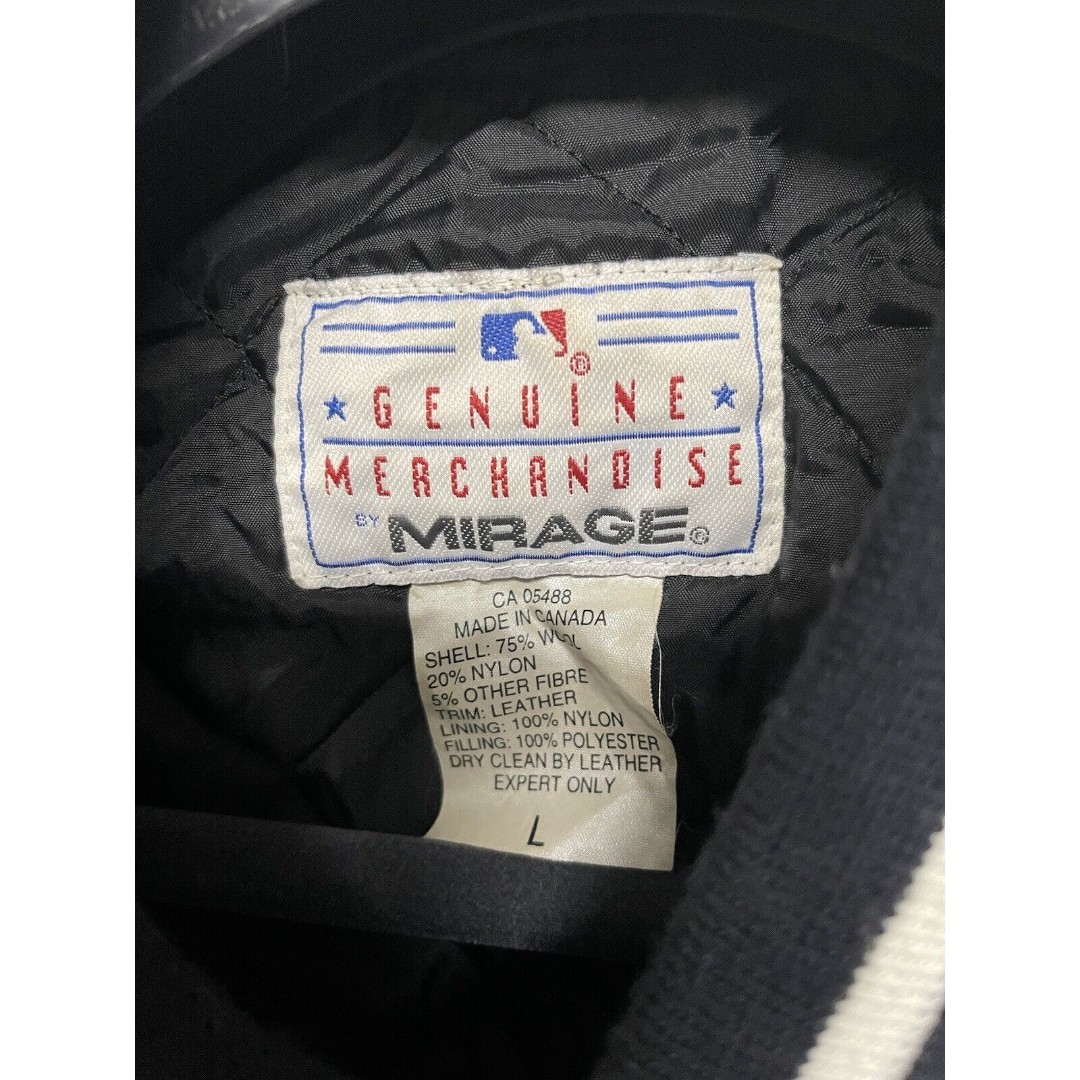 ®
GENUINE
MERCHANDISE
BY MIRAGE®
CA 05488
MADE IN CANADA
SHELL: 75% WOOL
20% NYLON
5% OTHER FIBRE
TRIM: LEATHER
LINING: 100% NYLON
FILLING: 100% POLYESTER
DRY CLEAN BY LEATHER
EXPERT ONLY
L